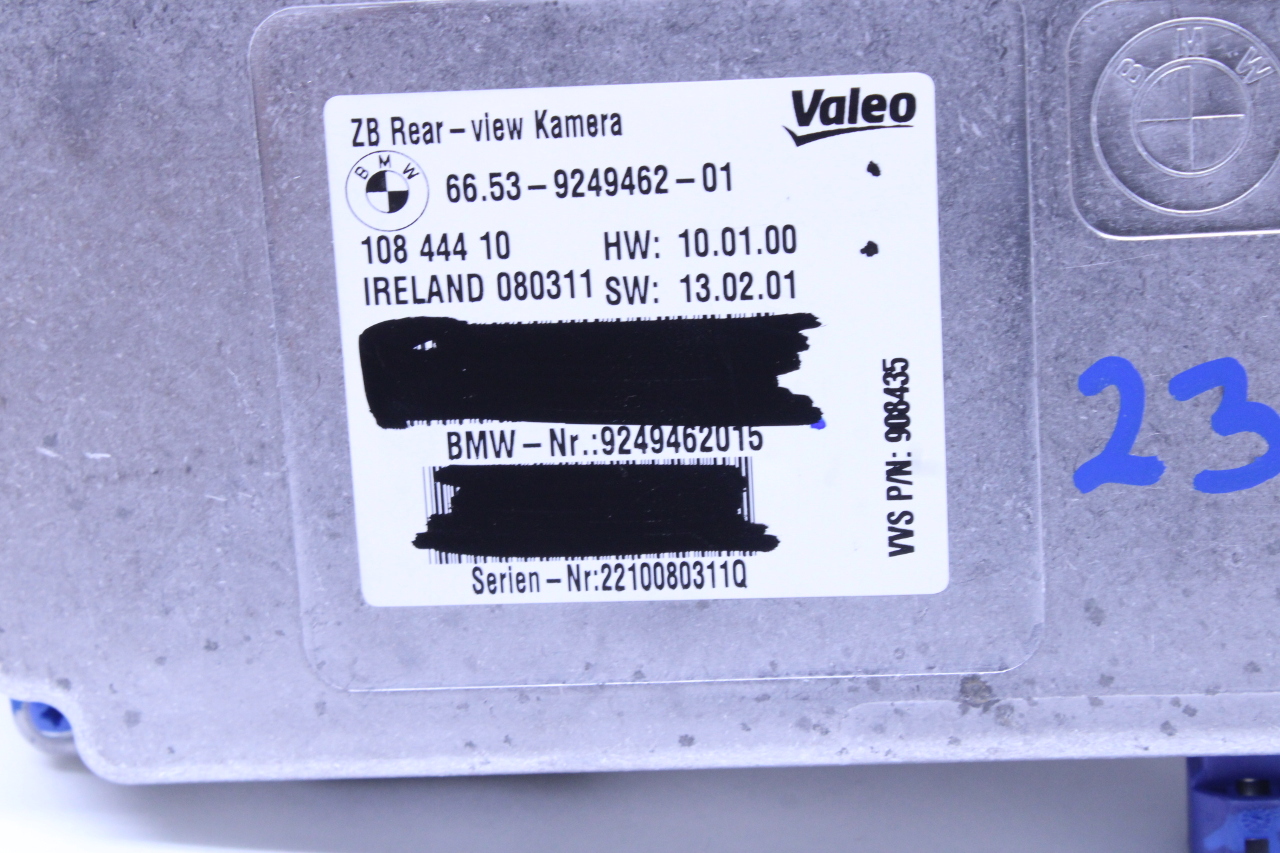 ZB Rear-view Kamera
Valeo
BMW
66.53-9249462-01
108 444 10 HW: 10.01.00
IRELAND 080311 SW: 13.02.01
BMW-Nr.:9249462015
Serien-Nr:2210080311Q
VVS P/N: 908435
BMW
23